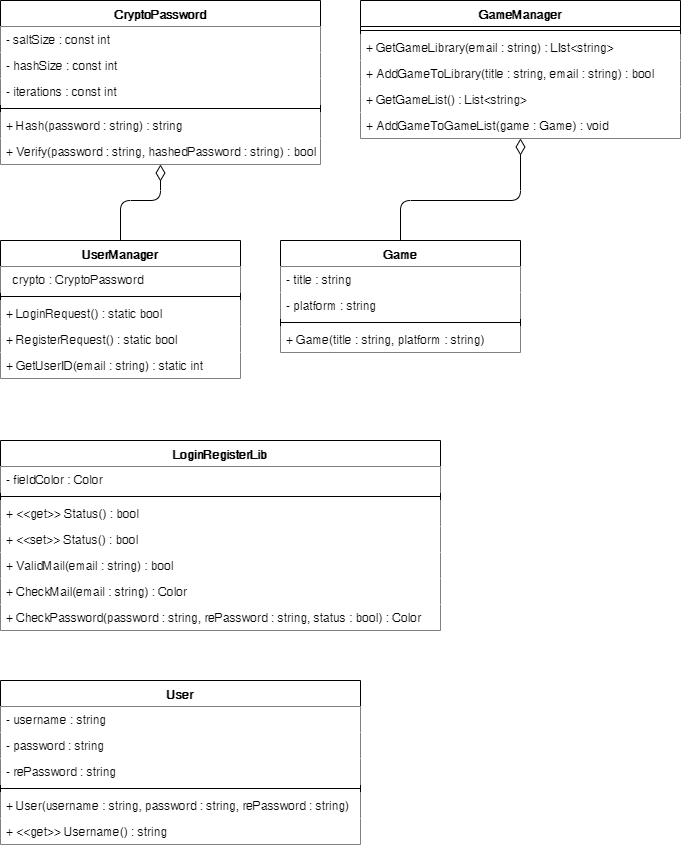 CryptoPassword
- saltSize : const int
- hashSize : const int
- iterations : const int
+ Hash(password : string) : string
+ Verify(password : string, hashedPassword : string) : bool
GameManager
+ GetGameLibrary(email : string) : LIst<string>
+ AddGameToLibrary(title : string, email : string) : bool
+ GetGameList() : List<string>
+ AddGameToGameList(game : Game) : void
UserManager
crypto : CryptoPassword
+ LoginRequest() : static bool
+ RegisterRequest() : static bool
+ GetUserID(email : string) : static int
Game
- title : string
- platform : string
+ Game(title : string, platform : string)
LoginRegisterLib
- fieldColor : Color
+ <<get>> Status() : bool
+ <<set>> Status() : bool
+ ValidMail(email : string) : bool
+ CheckMail(email : string) : Color
+ CheckPassword(password : string, rePassword : string, status : bool) : Color
User
- username : string
- password : string
- rePassword : string
+ User(username : string, password : string, rePassword : string)
+ <<get>> Username() : string